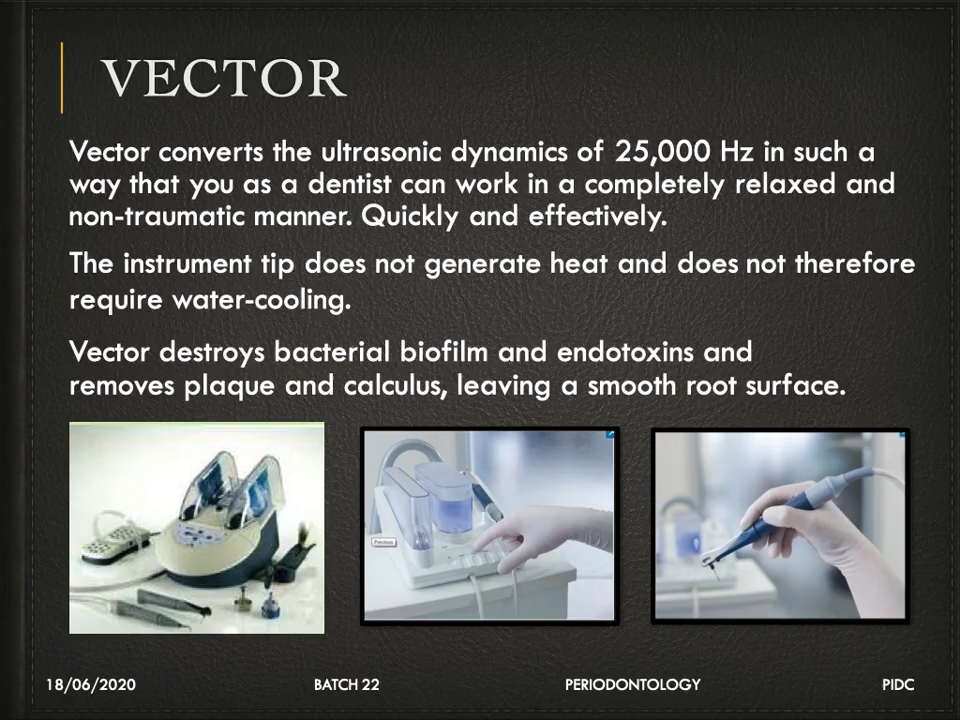 VECTOR
Vector converts the ultrasonic dynamics of 25,000 Hz in such a
way that you as a dentist can work in a completely relaxed and
non-traumatic manner. Quickly and effectively.
The instrument tip does not generate heat and does not therefore
require water-cooling.
Vector destroys bacterial biofilm and endotoxins and
removes plaque and calculus, leaving a smooth root surface.
Previous
18/06/2020 BATCH 22 PERIODONTOLOGY PIDC